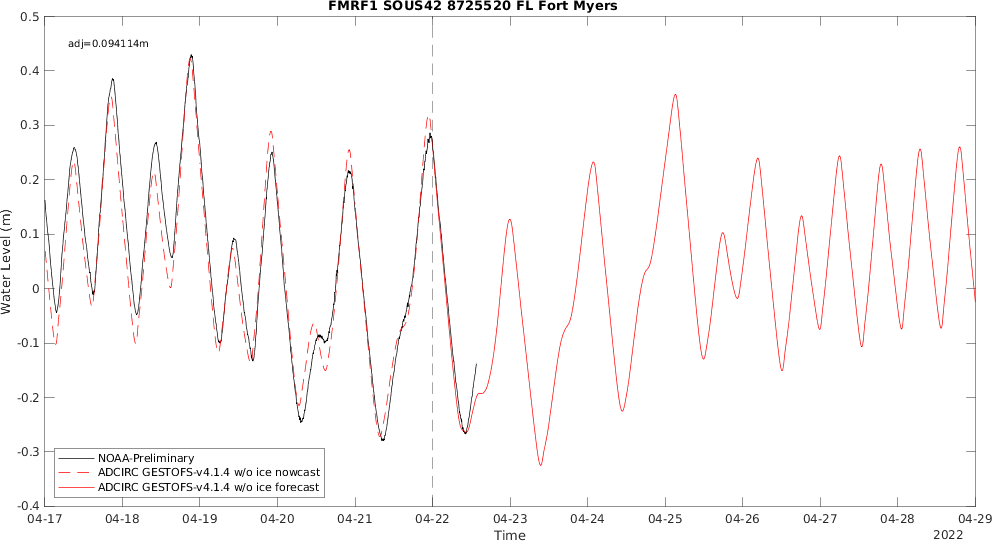 FMRF1 SOUS42 8725520 FL Fort Myers
adj=0.094114m
0.5
0.4
0.3
0.2
0.1
0
-0.1
-0.2
-0.3
-0.4
Water Level (m)
NOAA-Preliminary
ADCIRC GESTOFS-v4.1.4 w/o ice nowcast
ADCIRC GESTOFS-v4.1.4 w/o ice forecast
04-17 04-18 04-19 04-20 04-21 04-22 04-23 04-24 04-25 04-26 04-27 04-28 04-29
Time
2022